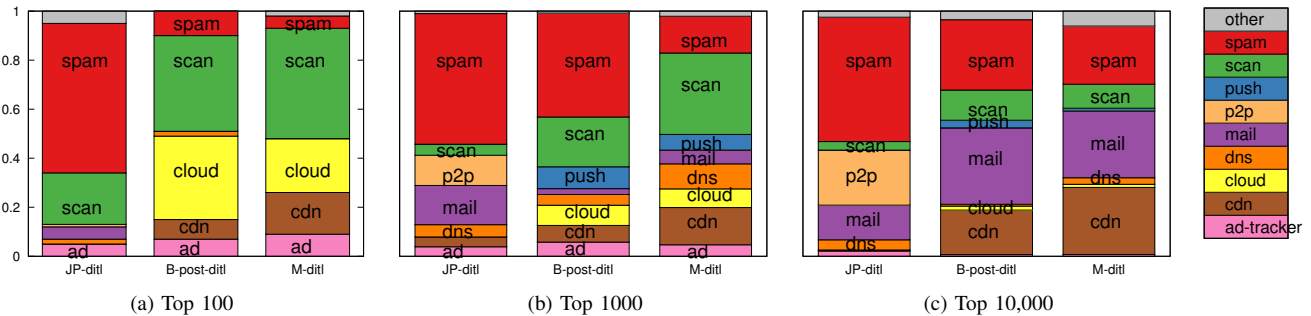 1
0.8
0.6
0.4
0.2
0
spam
scan
ad
spam
scan
cloud
cdn
ad
spam
scan
cloud
cdn
ad
JP-ditl
B-post-ditl
M-ditl
(a) Top 100
spam
scan
p2p
mail
dns
ad
spam
scan
push
cloud
cdn
ad
spam
scan
push
mail
dns
cloud
cdn
ad
JP-ditl
B-post-ditl
M-ditl
(b) Top 1000
spam
scan
p2p
mail
dns
spam
scan
push
mail
cloud
cdn
spam
scan
mail
dns
cdn
JP-ditl
B-post-ditl
M-ditl
(c) Top 10,000
other
spam
scan
push
p2p
mail
dns
cloud
cdn
ad-tracker